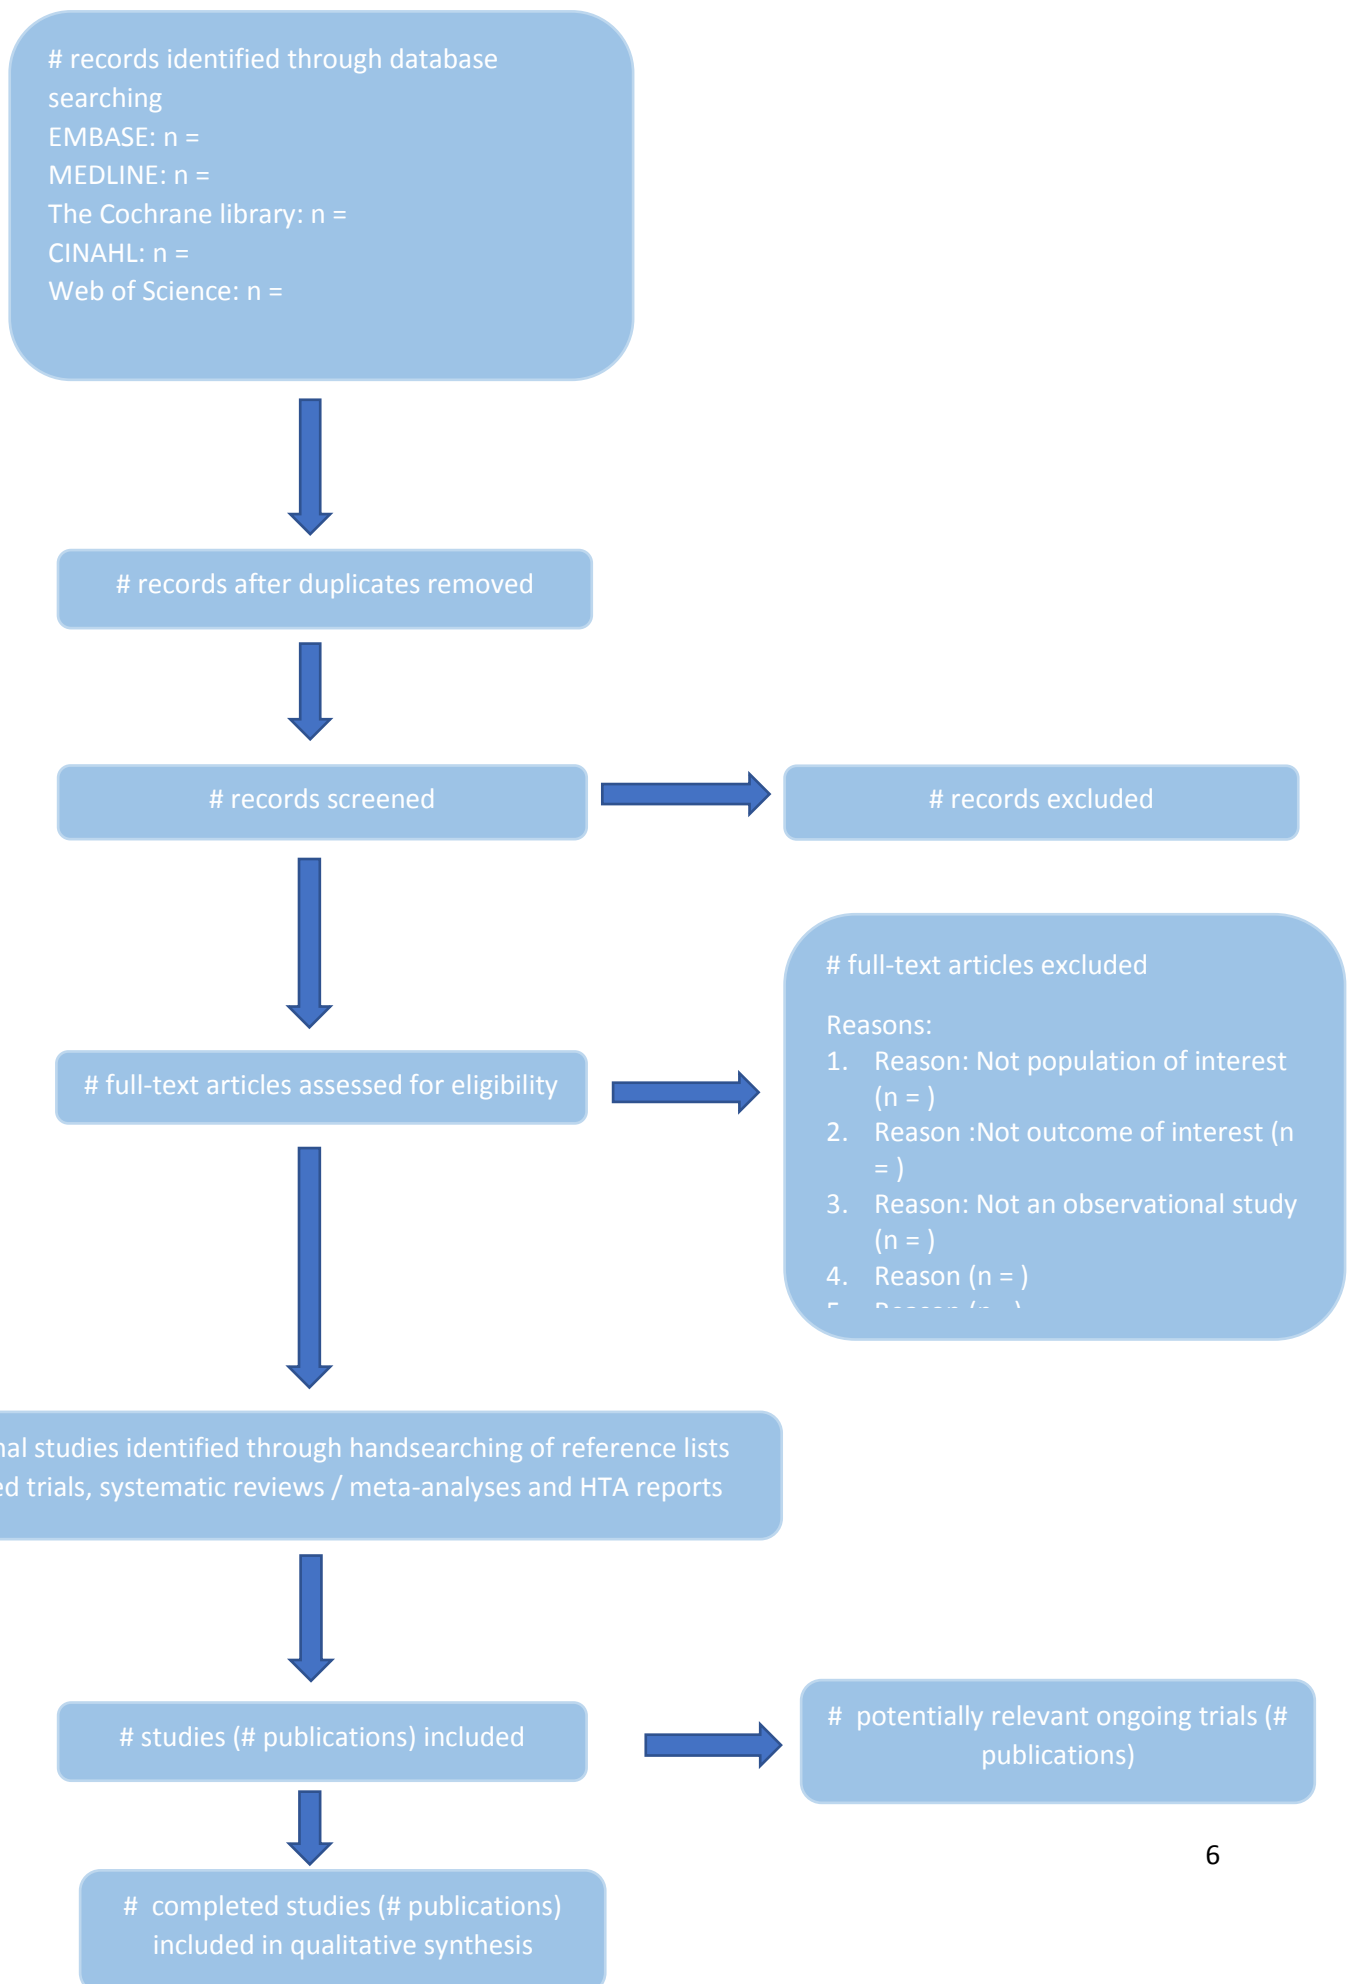 # records identified through database
searching
EMBASE: n =
MEDLINE: n =
The Cochrane library: n =
CINAHL: n =
Web of Science: n =
# records after duplicates removed
# records screened
# records excluded
# full-text articles excluded
Reasons:
1. Reason: Not population of interest
(n = )
2. Reason :Not outcome of interest (n
= )
3. Reason: Not an observational study
(n = )
4. Reason (n = )
# full-text articles assessed for eligibility
studies identified through handsearching of reference lists
trials, systematic reviews / meta-analyses and HTA reports
# studies (# publications) included
# potentially relevant ongoing trials (#
publications)
6
# completed studies (# publications)
included in qualitative synthesis